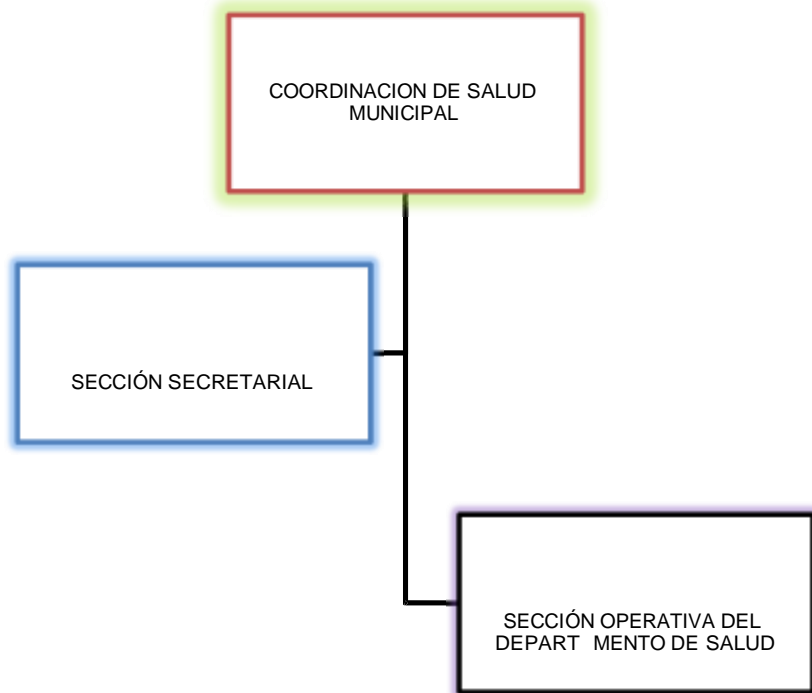 COORDINACION DE SALUD
MUNICIPAL
SECCIÓN SECRETARIAL
SECCIÓN OPERATIVA DEL
DEPART MENTO DE SALUD